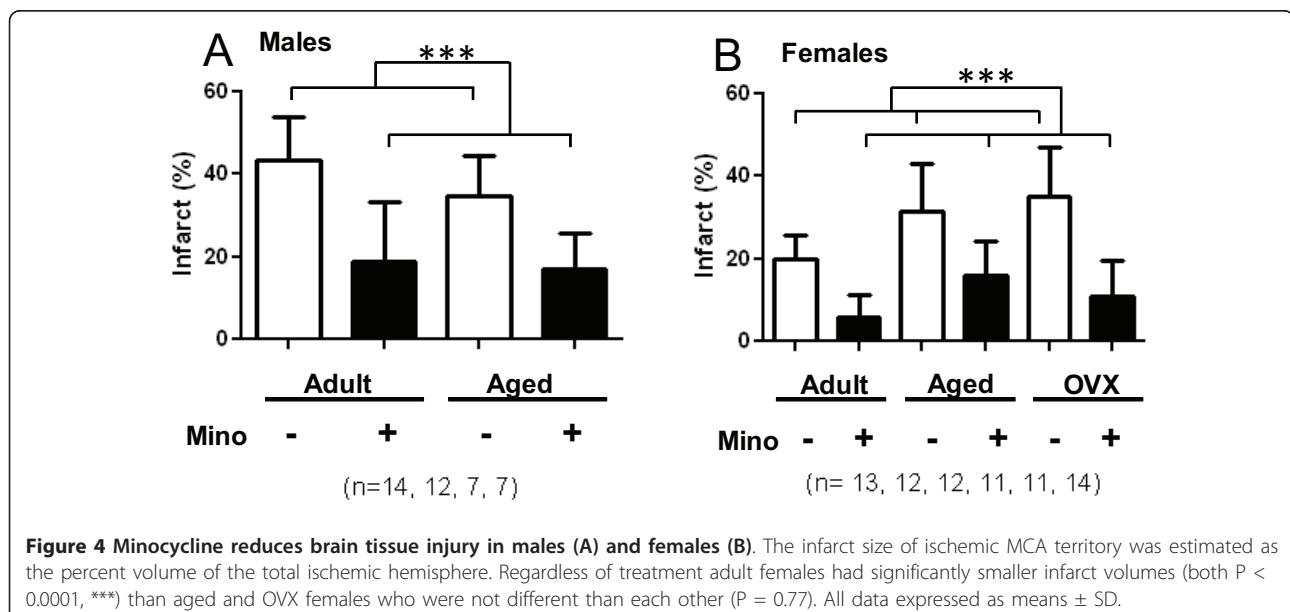 A Males
***
60
40
20
0
Infarct (%)
Adult Aged
Mino - + - +
(n=14, 12, 7, 7)
B Females
***
60
40
20
0
Infarct (%)
Adult Aged OVX
Mino - + - + - +
(n= 13, 12, 12, 11, 11, 14)
Figure 4 Minocycline reduces brain tissue injury in males (A) and females (B). The infarct size of ischemic MCA territory was estimated as
the percent volume of the total ischemic hemisphere. Regardless of treatment adult females had significantly smaller infarct volumes (both P <
0.0001, ***) than aged and OVX females who were not different than each other (P = 0.77). All data expressed as means ± SD.